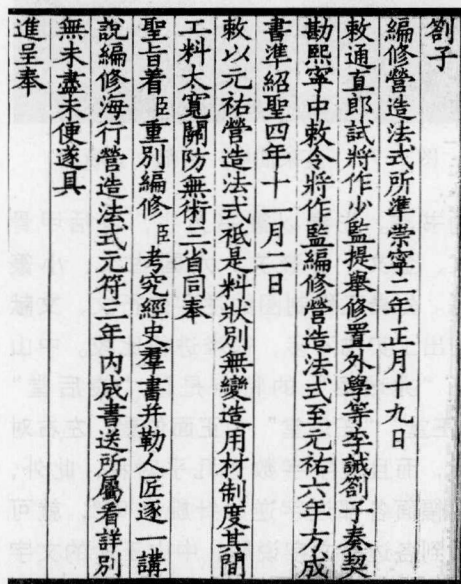 劄子
編修營造法式所準崇寧二年正月十九日
敕通直郎試將作少監提舉修置外學等李誡劄子奏契
勘熙寧中敕令將作監編修營造法式至元祐六年方成
書準紹聖四年十一月二日
敕以元祐營造法式祗是料狀別無變造用材制度其間
工料太寬關防無術三省同奉
聖旨着臣重別編修臣考究經史羣書并勒人匠逐一講
說編修海行營造法式元符三年內成書送所屬看詳別
無未盡未便遂具
進呈奉